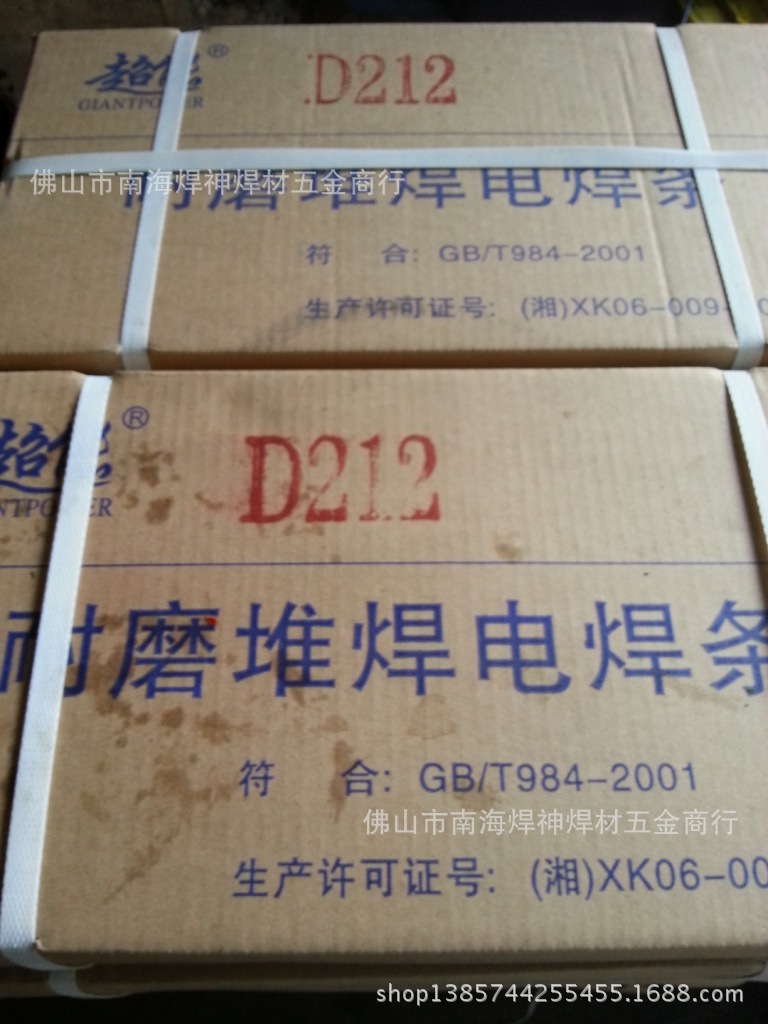 超能®
GIANTPOWER
D212
佛山市南海焊神焊材五金商行
耐磨堆焊电焊条
符 合: GB/T984-2001
生产许可证号: (湘)XK06-009-
超能®
NTPOWER
D212
耐磨堆焊电焊条
符 合: GB/T984-2001
佛山市南海焊神焊材五金商行
生产许可证号: (湘)XK06-00
shop1385744255455.1688.com